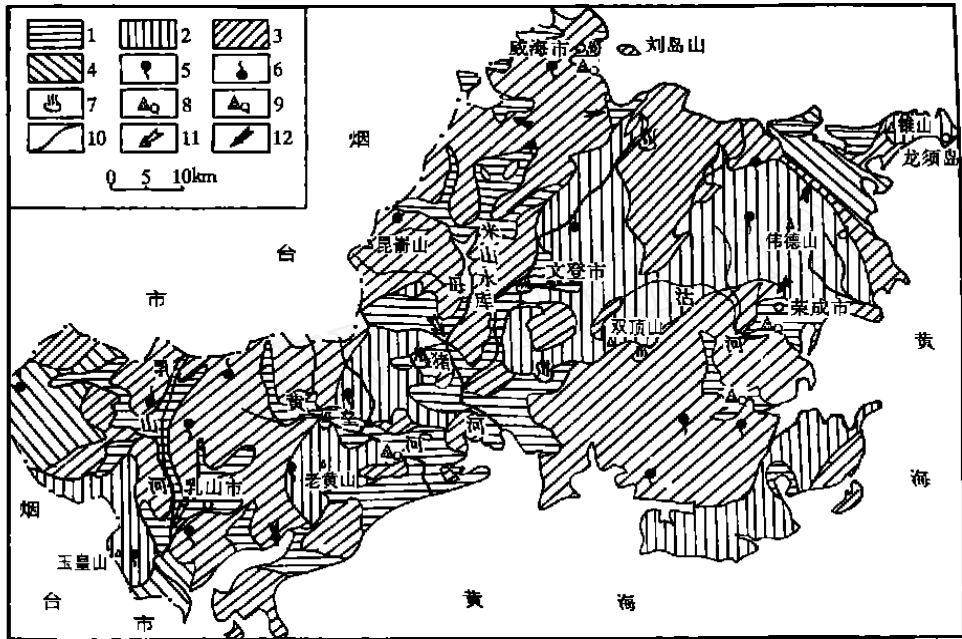 1
2
3
4
5
6
7
8
9
10
11
12
0 5 10km
威海市
刘岛山
烟
台
市
龙须岛
昆嵛山
米
山
水
库
母
文登市
伟德山
沽
荣成市
双顶山
河
猪
河
黄
海
乳
山
河
黄
垒
河
老黄山
乳山市
烟
台
市
玉皇山
黄
海